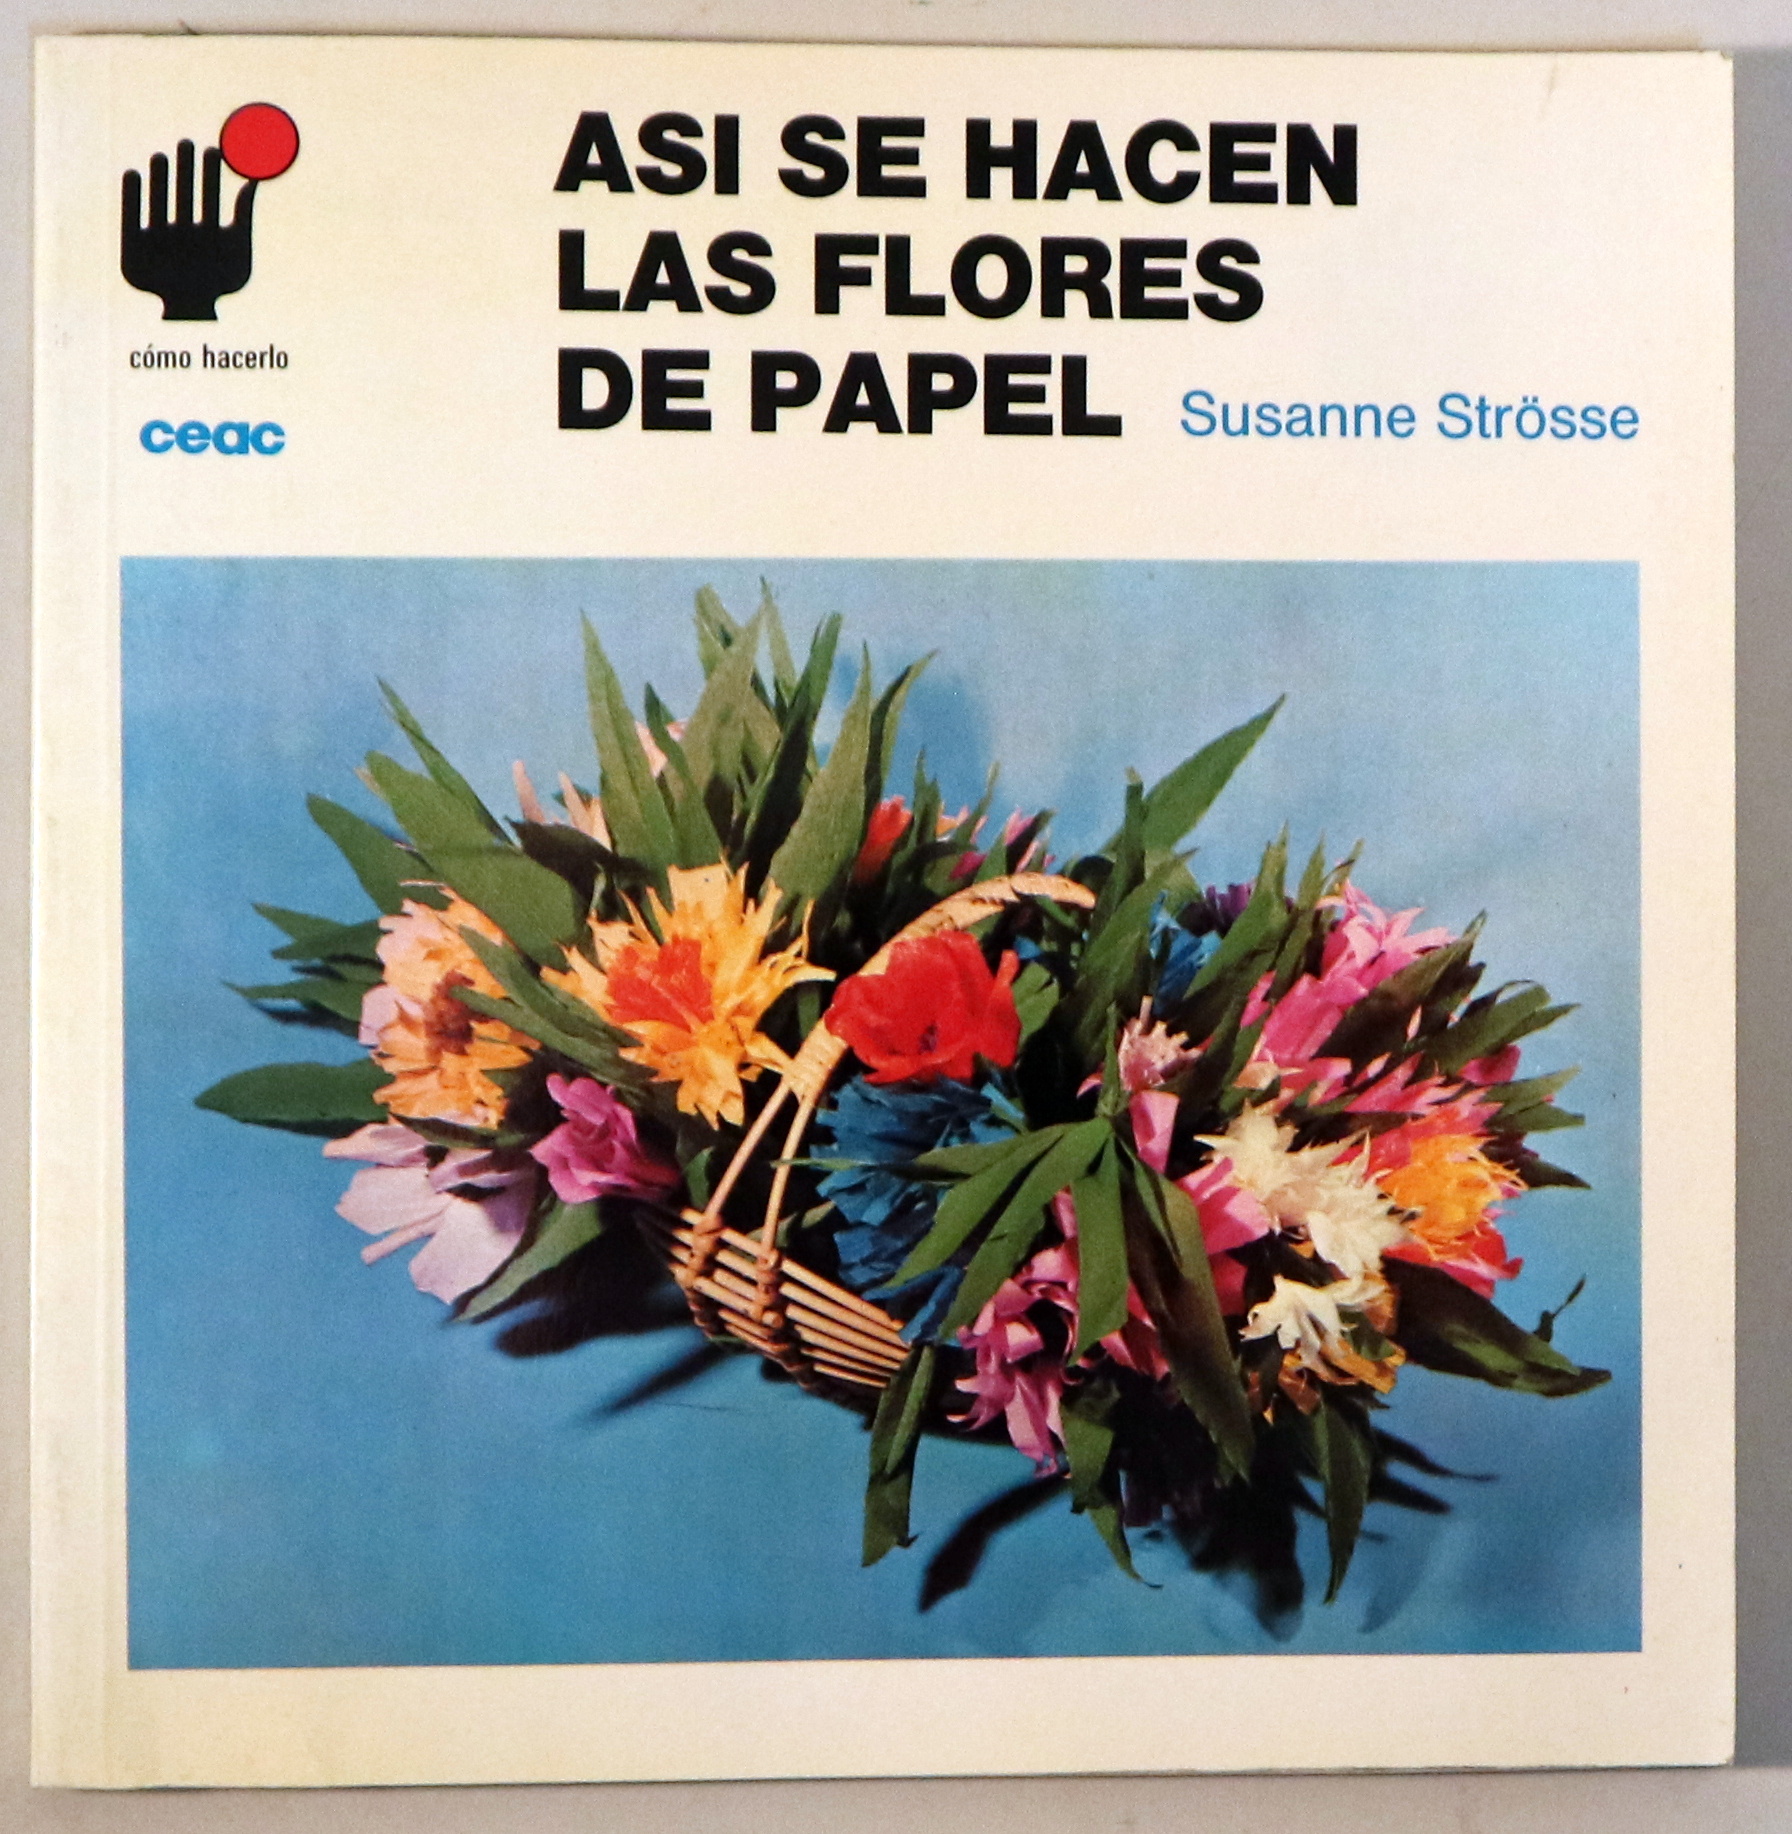 ASI SE HACEN
LAS FLORES
DE PAPEL
Susanne Strösse
cómo hacerlo
ceac